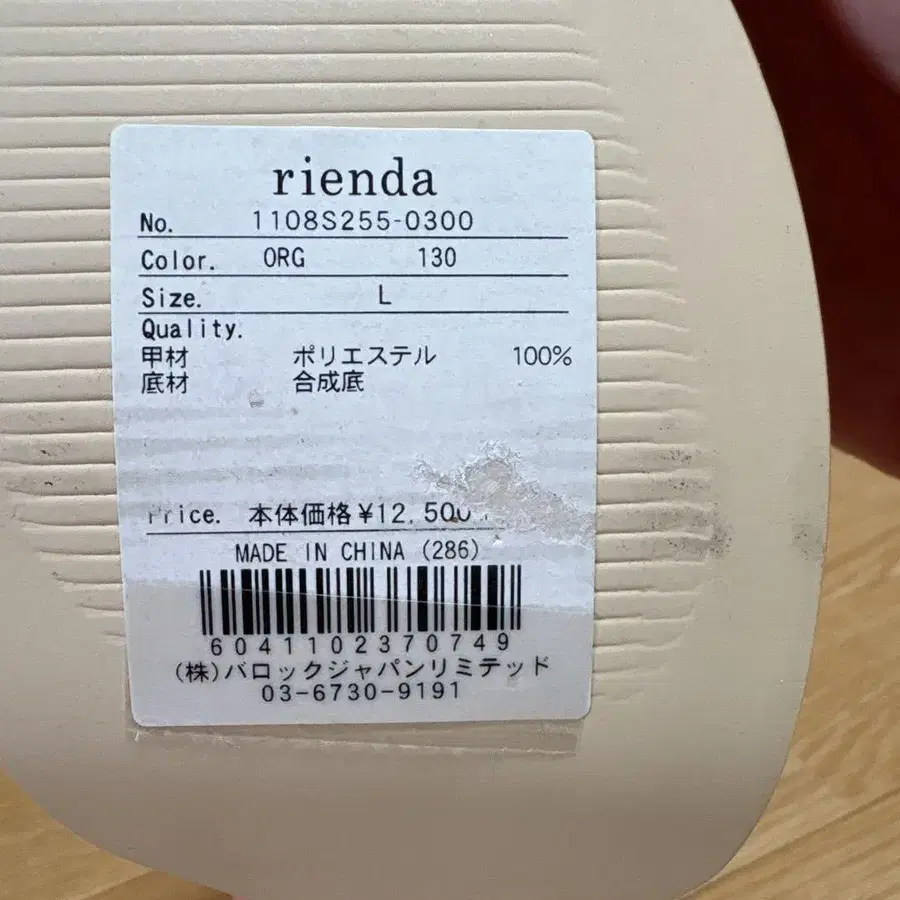 rienda
No. 1108S255-0300
Color. ORG 130
Size. L
Quality.
甲材 ポリエステル 100%
底材 合成底
Price. 本体価格¥12,500
MADE IN CHINA (286)
6041102370749
(株)バロックジャパンリミテッド
03-6730-9191